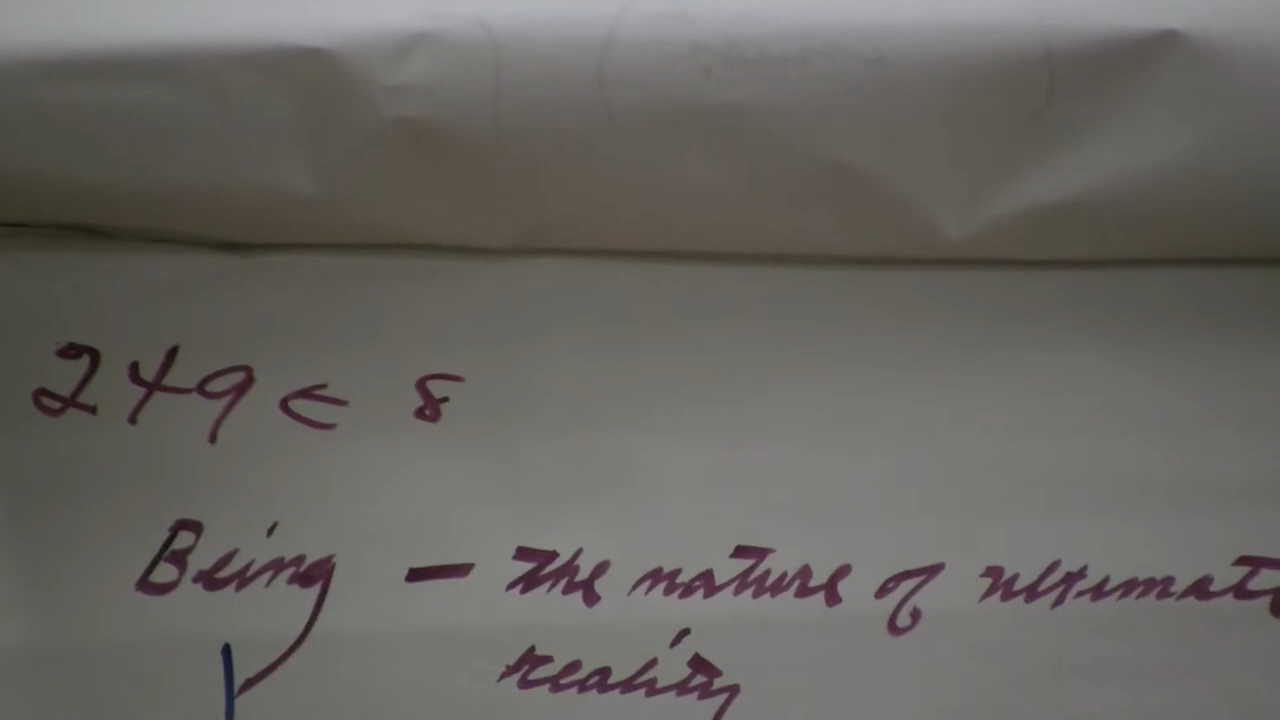 249 ← 8
Being — the nature of ultimate
reality